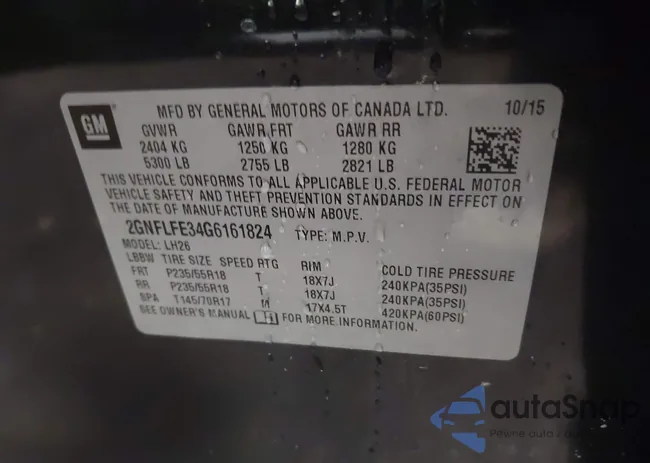 GM
MFD BY GENERAL MOTORS OF CANADA LTD. 10/15
GVWR GAWR FRT GAWR RR
2404 KG 1250 KG 1280 KG
5300 LB 2755 LB 2821 LB
THIS VEHICLE CONFORMS TO ALL APPLICABLE U.S. FEDERAL MOTOR
VEHICLE SAFETY AND THEFT PREVENTION STANDARDS IN EFFECT ON
THE DATE OF MANUFACTURE SHOWN ABOVE.
2GNFLFE34G6161824 TYPE: M.P.V.
MODEL: LH26
LBBW TIRE SIZE SPEED RTG RIM COLD TIRE PRESSURE
FRT P235/55R18 T 18X7J 240KPA(35PSI)
RR P235/55R18 T 18X7J 240KPA(35PSI)
SPA T145/70R17 M 17X4.5T 420KPA(60PSI)
SEE OWNER'S MANUAL FOR MORE INFORMATION.
autoSnap
Pewne auta i